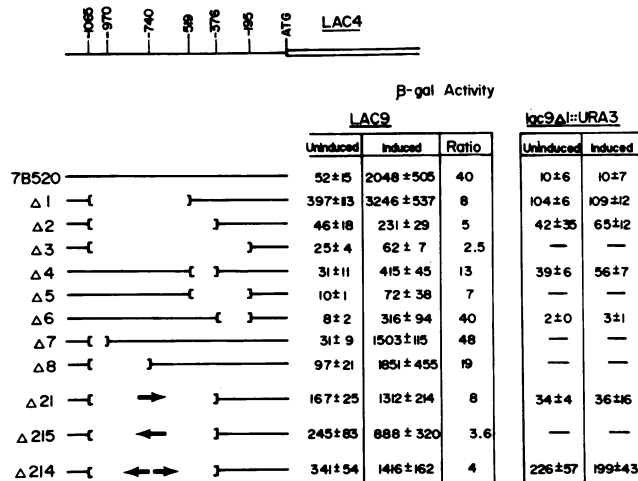 -1085 -970 -740 -519 -376 -195 ATG LAC4
β-gal Activity
LAC9 lac9Δ1::URA3
Uninduced Induced Ratio Uninduced Induced
7B520 52±15 2048±505 40 10±6 10±7
Δ1 397±113 3246±537 8 104±6 109±12
Δ2 46±18 231±29 5 42±35 65±12
Δ3 25±4 62±7 2.5 — —
Δ4 31±11 415±45 13 39±6 56±7
Δ5 10±1 72±38 7 — —
Δ6 8±2 316±94 40 2±0 3±1
Δ7 31±9 1503±115 48 — —
Δ8 97±21 1851±455 19 — —
Δ21 167±25 1312±214 8 34±4 36±16
Δ215 245±83 888±320 3.6 — —
Δ214 341±54 1416±162 4 226±57 199±43